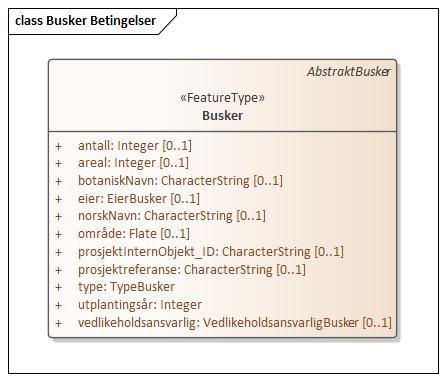 class Busker Betingelser
AbstraktBusker
«FeatureType»
Busker
+ antall: Integer [0..1]
+ areal: Integer [0..1]
+ botaniskNavn: CharacterString [0..1]
+ eier: EierBusker [0..1]
+ norskNavn: CharacterString [0..1]
+ område: Flate [0..1]
+ prosjektInternObjekt_ID: CharacterString [0..1]
+ prosjektreferanse: CharacterString [0..1]
+ type: TypeBusker
+ utplantingsår: Integer
+ vedlikeholdsansvarlig: VedlikeholdsansvarligBusker [0..1]